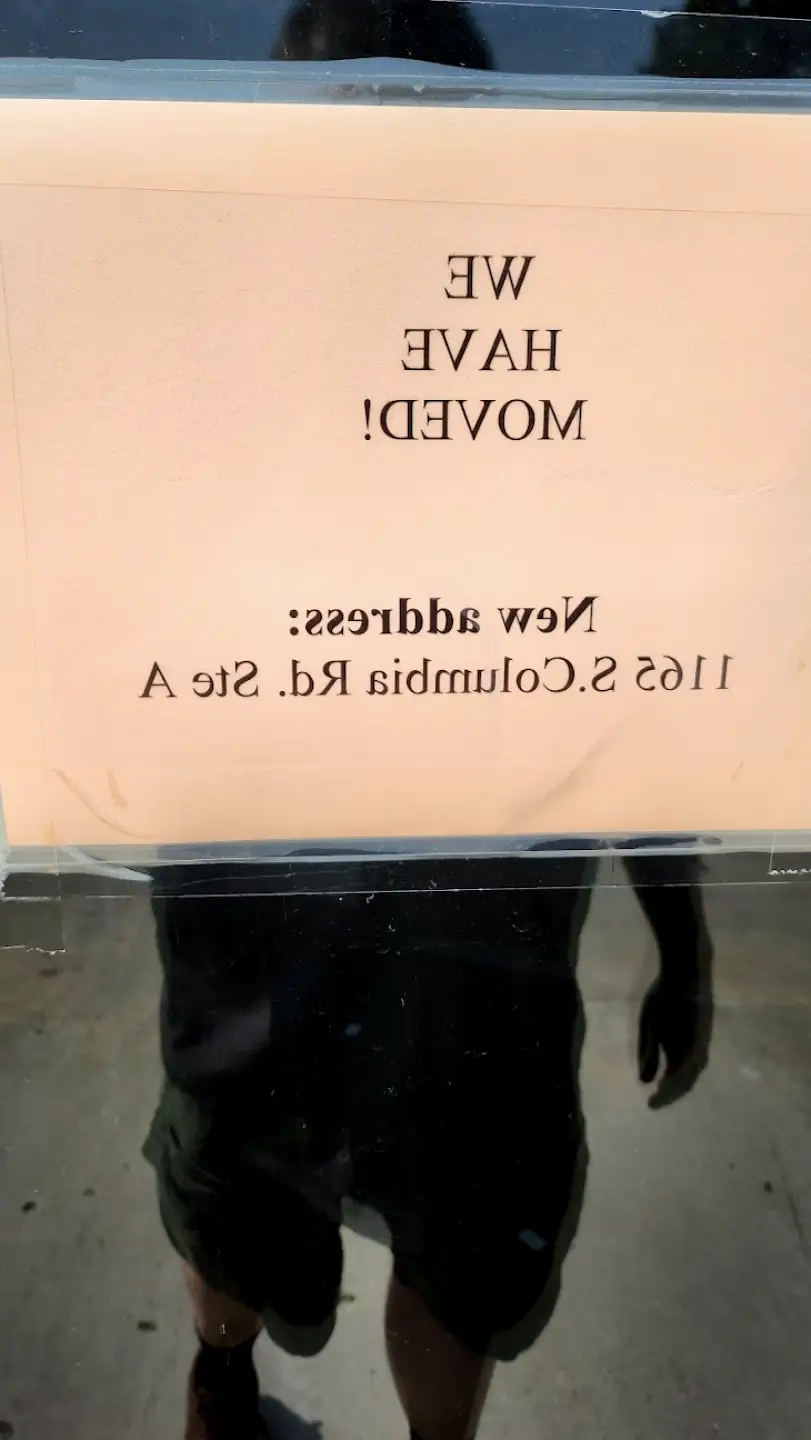 WE
HAVE
MOVED!
New address:
1165 S.Columbia Rd. Ste A